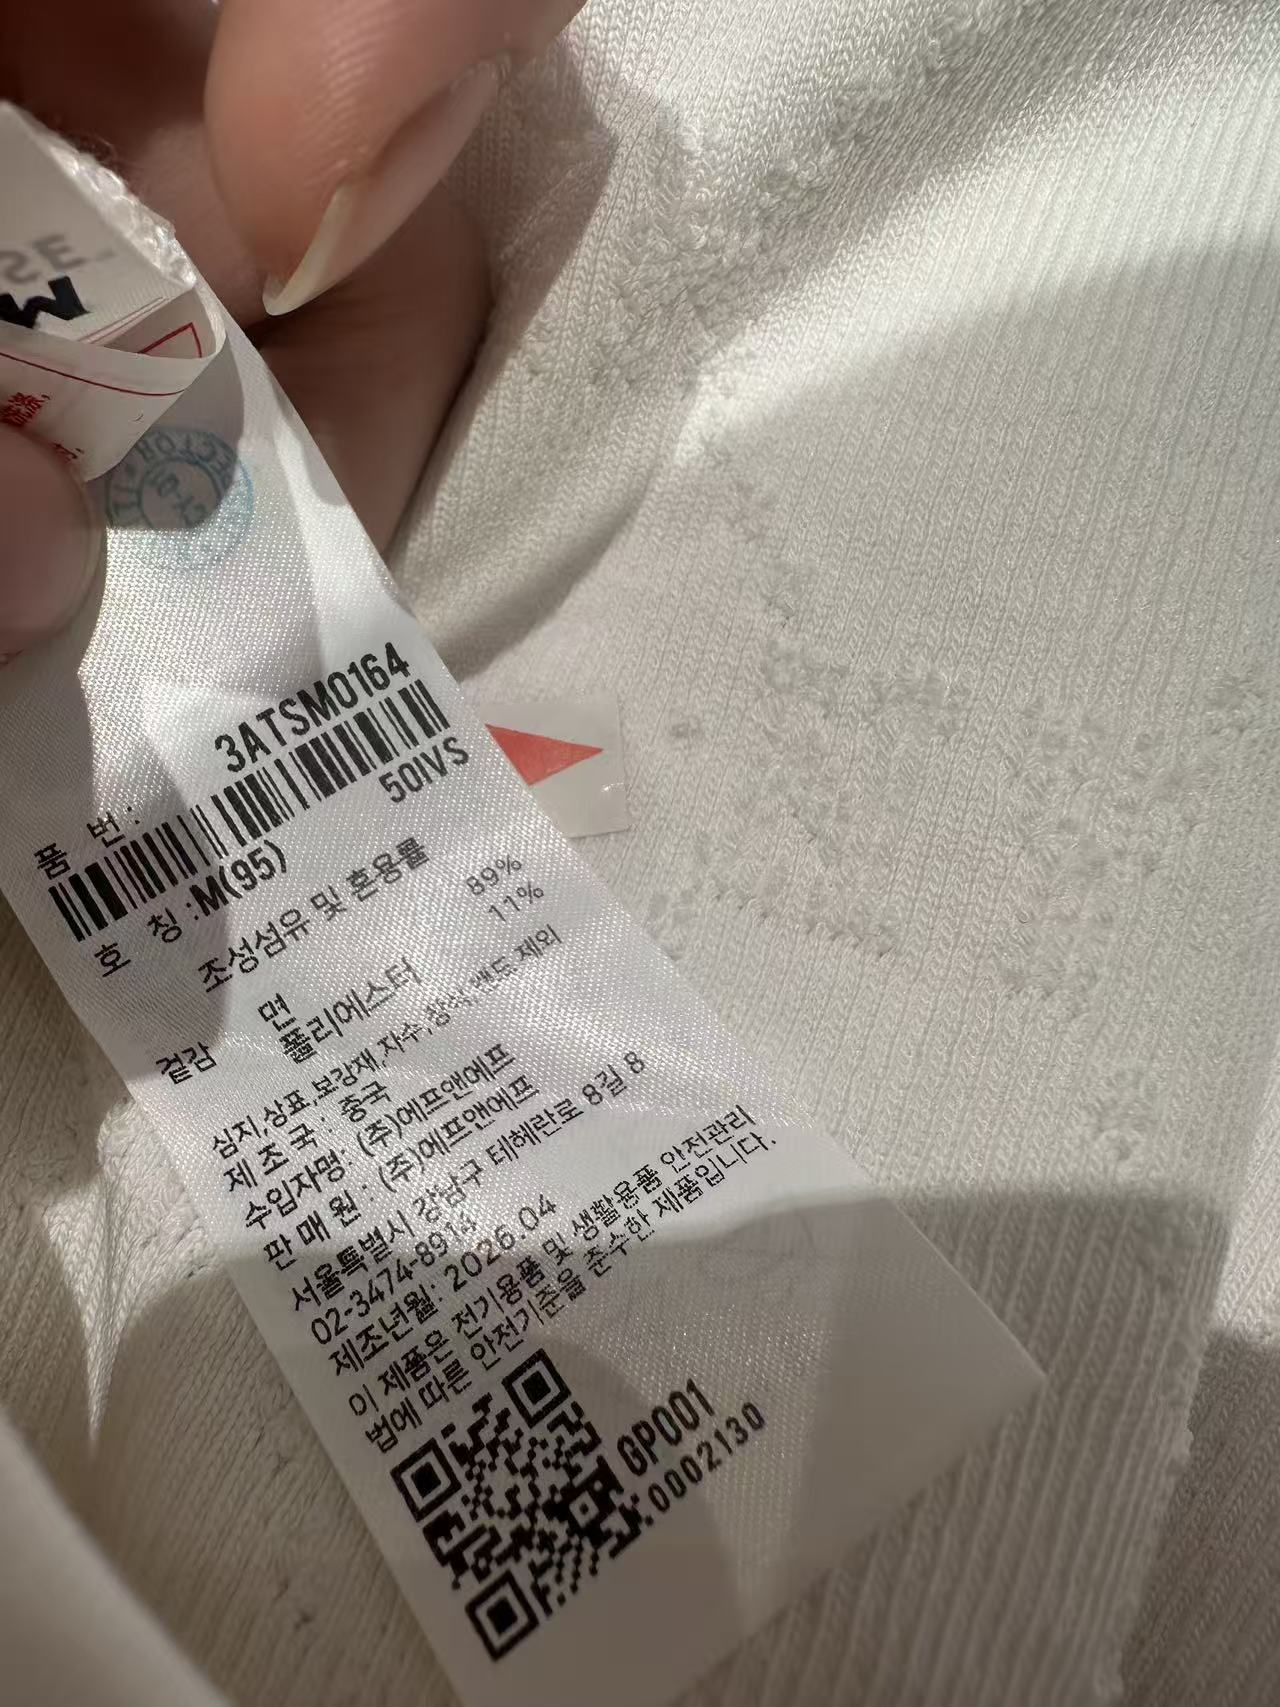 M
품 번 :
3ATSM0164
50IVS
호 칭 :M(95)
조성섬유 및 혼용률
겉감 면 89%
폴리에스터 11%
심지,상표,보강재,자수,장식,밴드 제외
제 조 국 : 중국
수입자명: (주)에프앤에프
판 매 원 : (주)에프앤에프
서울특별시 강남구 테헤란로 8길 8
02-3474-8914
제조년월: 2026.04
이 제품은 전기용품 및 생활용품 안전관리
법에 따른 안전기준을 준수한 제품입니다.
GP001
.0002130